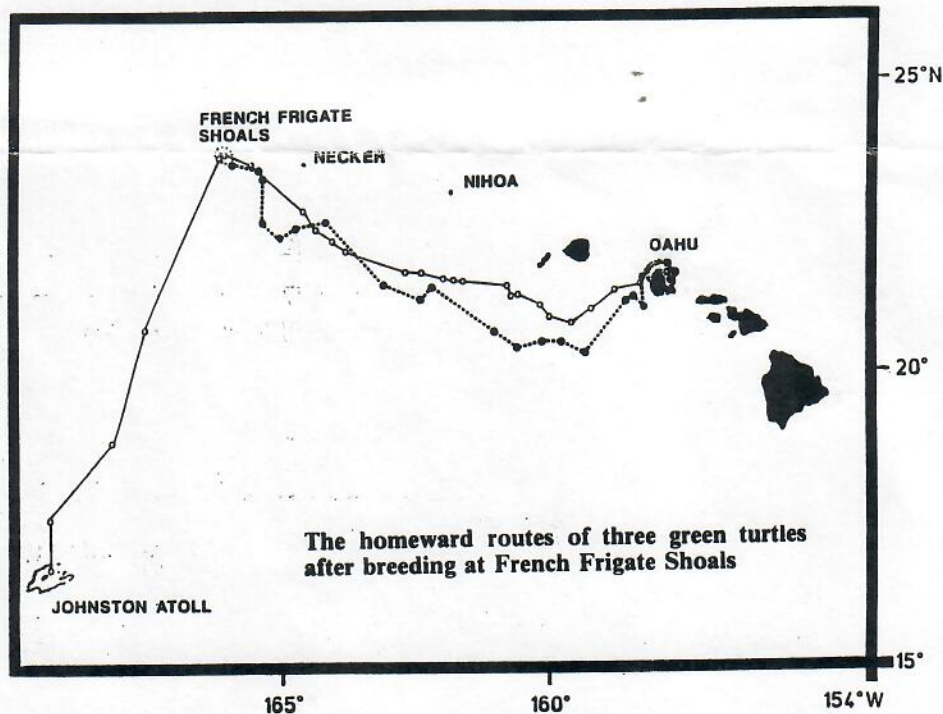 25°N
FRENCH FRIGATE
SHOALS
NECKER
NIHOA
OAHU
20°
The homeward routes of three green turtles
after breeding at French Frigate Shoals
JOHNSTON ATOLL
15°
165°
160°
154°W